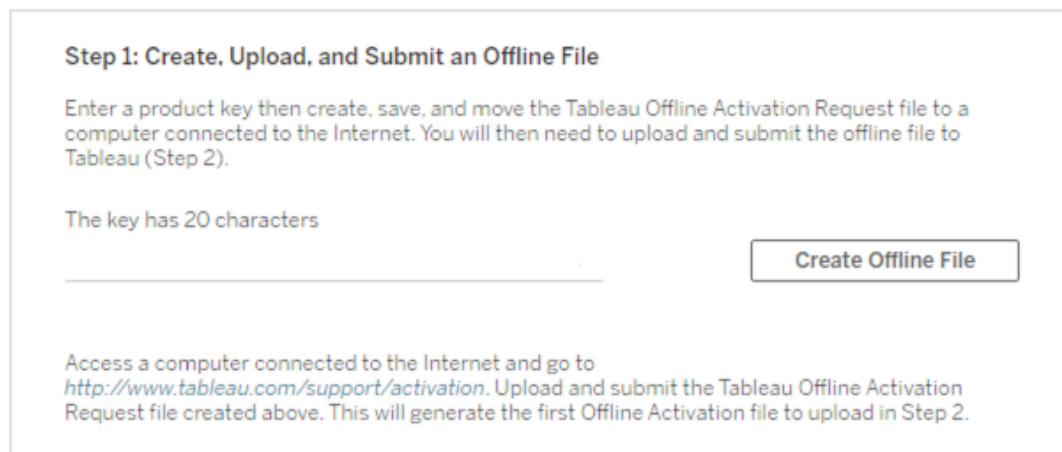 Step 1: Create, Upload, and Submit an Offline File
Enter a product key then create, save, and move the Tableau Offline Activation Request file to a
computer connected to the Internet. You will then need to upload and submit the offline file to
Tableau (Step 2).
The key has 20 characters
Create Offline File
Access a computer connected to the Internet and go to
http://www.tableau.com/support/activation. Upload and submit the Tableau Offline Activation
Request file created above. This will generate the first Offline Activation file to upload in Step 2.